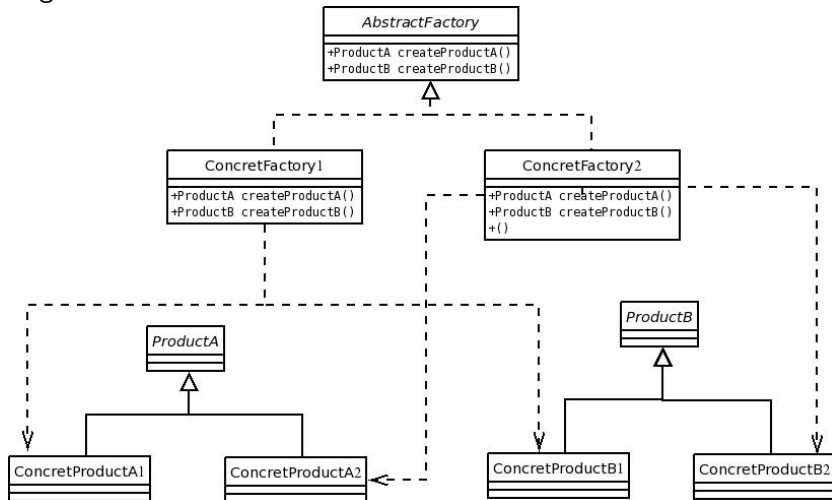 AbstractFactory
+ProductA createProductA()
+ProductB createProductB()
ConcretFactory1
+ProductA createProductA()
+ProductB createProductB()
ConcretFactory2
+ProductA createProductA()
+ProductB createProductB()
+()
ProductA
ProductB
ConcretProductA1
ConcretProductA2
ConcretProductB1
ConcretProductB2